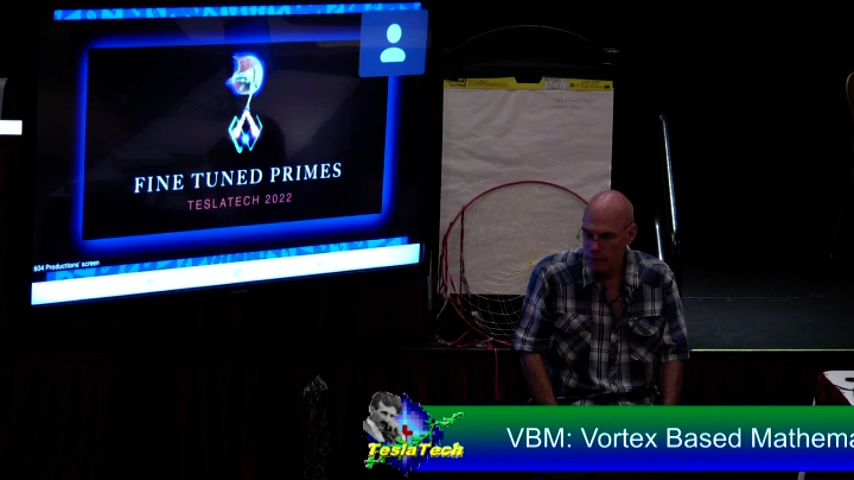 FINE TUNED PRIMES
TESLATECH 2022
604 Productions' screen
TeslaTech
VBM: Vortex Based Mathema